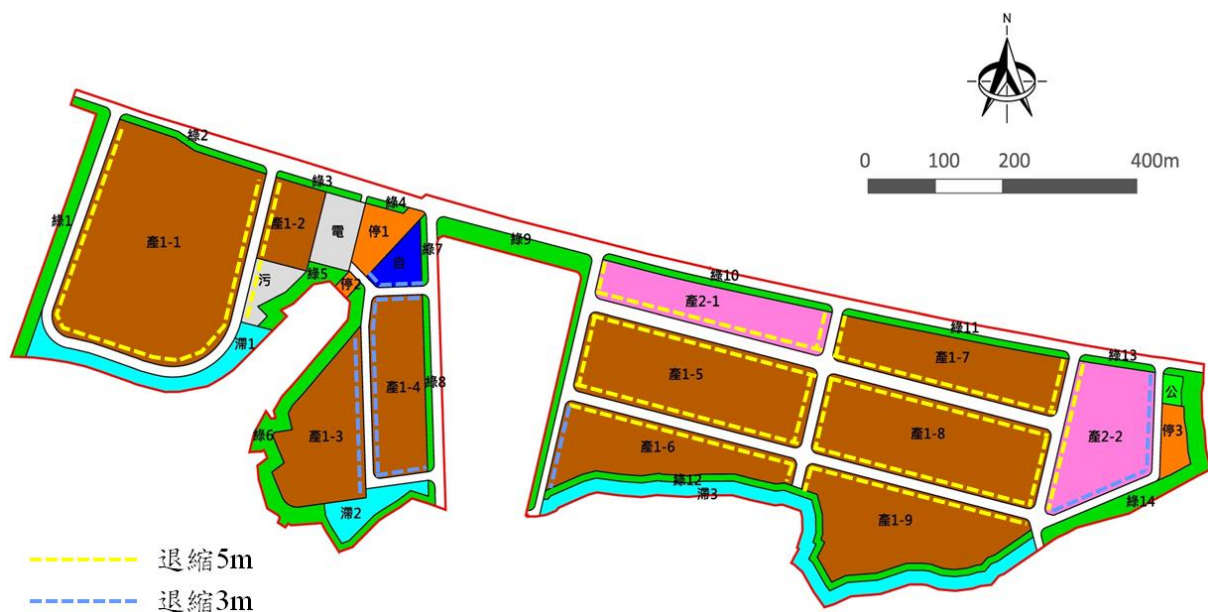 N
0 100 200 400m
綠1
綠2
產1-1
綠3
產1-2
電
綠4
停1
自
綠7
污
綠5
停2
滯1
產1-4
綠8
產1-3
綠6
滯2
綠9
綠10
產2-1
綠11
產1-7
綠13
產1-5
公
產2-2
停3
產1-8
產1-6
綠12
滯3
綠14
產1-9
退縮5m
退縮3m